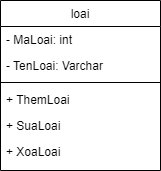 loai
- MaLoai: int
- TenLoai: Varchar
+ ThemLoai
+ SuaLoai
+ XoaLoai